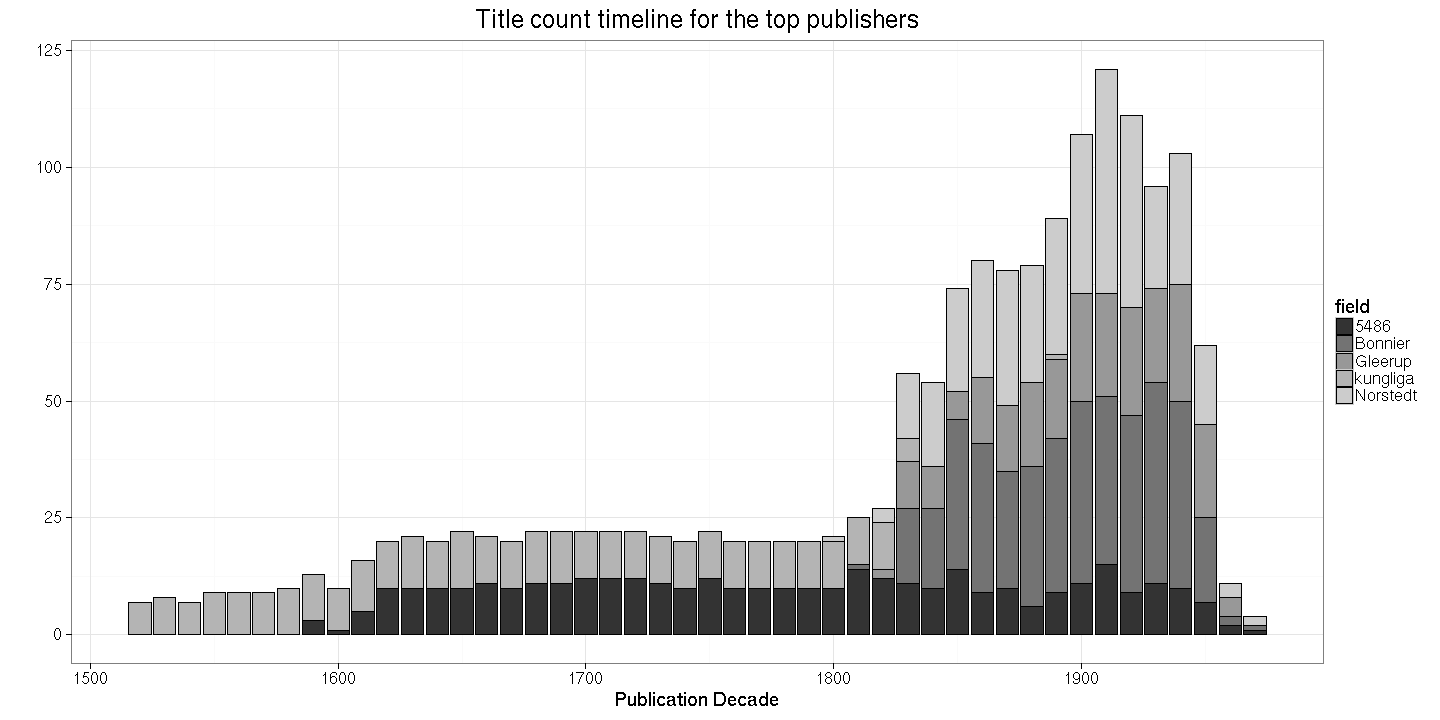 Title count timeline for the top publishers
125
100
75
50
25
0
1500
1600
1700
1800
1900
Publication Decade
field
5486
Bonnier
Gleerup
kungliga
Norstedt